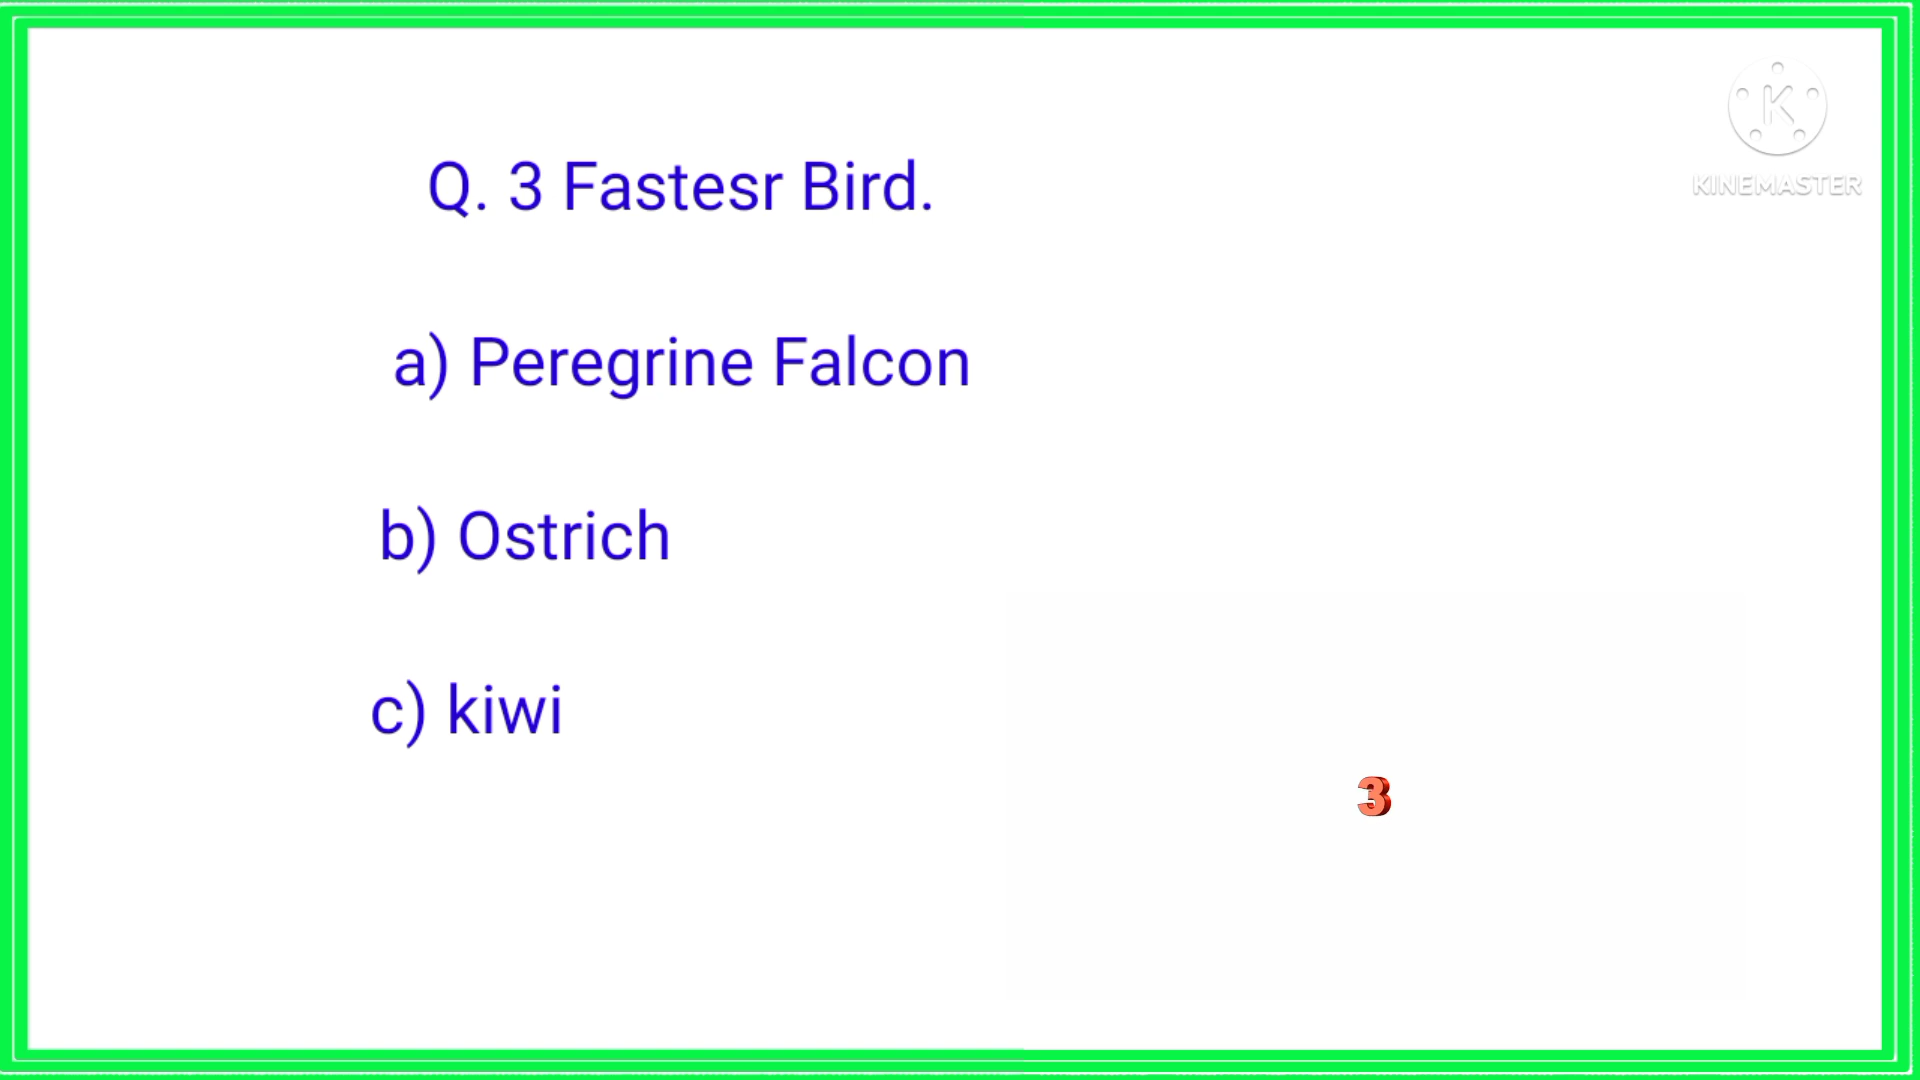 K
KINEMASTER
Q. 3 Fastesr Bird.
a) Peregrine Falcon
b) Ostrich
c) kiwi
3